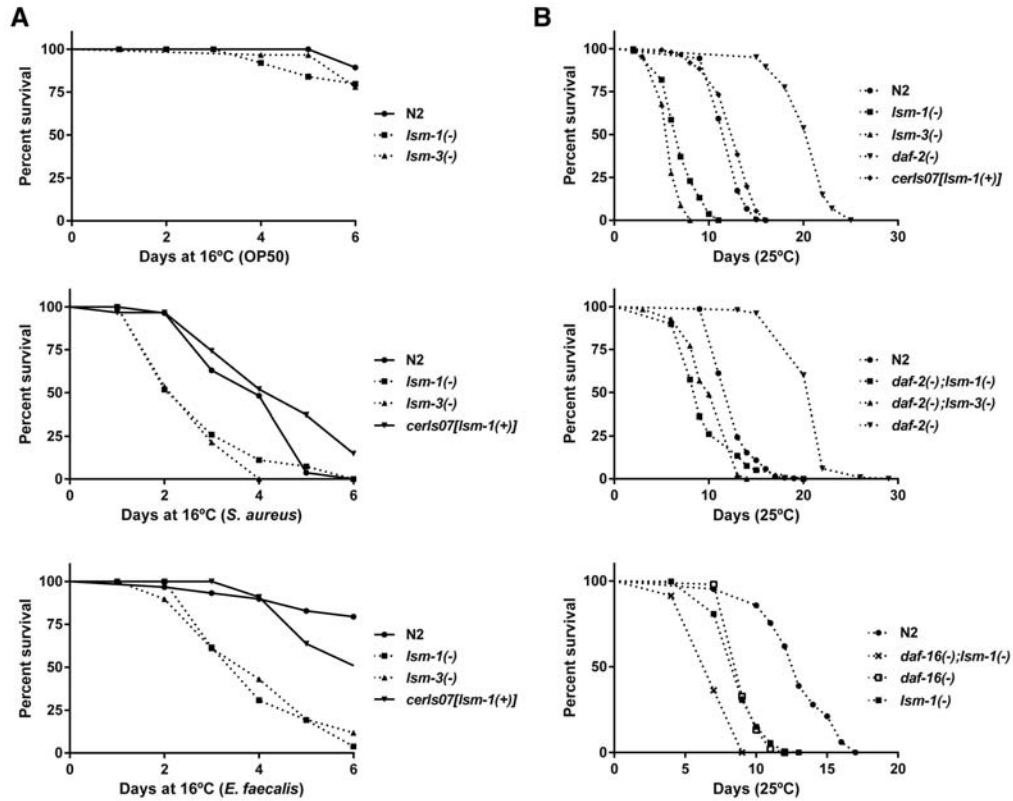 A
Percent survival
100
75
50
25
0
0 2 4 6
Days at 16ºC (OP50)
N2
lsm-1(-)
lsm-3(-)
Percent survival
100
75
50
25
0
0 2 4 6
Days at 16ºC (S. aureus)
N2
lsm-1(-)
lsm-3(-)
cerIs07[lsm-1(+)]
Percent survival
100
75
50
25
0
0 2 4 6
Days at 16ºC (E. faecalis)
N2
lsm-1(-)
lsm-3(-)
cerIs07[lsm-1(+)]
B
Percent survival
100
75
50
25
0
0 10 20 30
Days (25ºC)
N2
lsm-1(-)
lsm-3(-)
daf-2(-)
cerIs07[lsm-1(+)]
Percent survival
100
75
50
25
0
0 10 20 30
Days (25ºC)
N2
daf-2(-);lsm-1(-)
daf-2(-);lsm-3(-)
daf-2(-)
Percent survival
100
75
50
25
0
0 5 10 15 20
Days (25ºC)
N2
daf-16(-);lsm-1(-)
daf-16(-)
lsm-1(-)